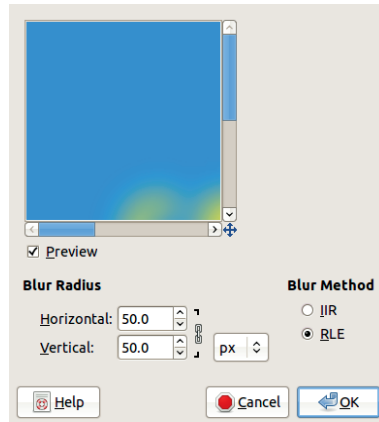 Preview
Blur Radius
Horizontal: 50.0
Vertical: 50.0 px
Blur Method
IIR
RLE
Help Cancel OK